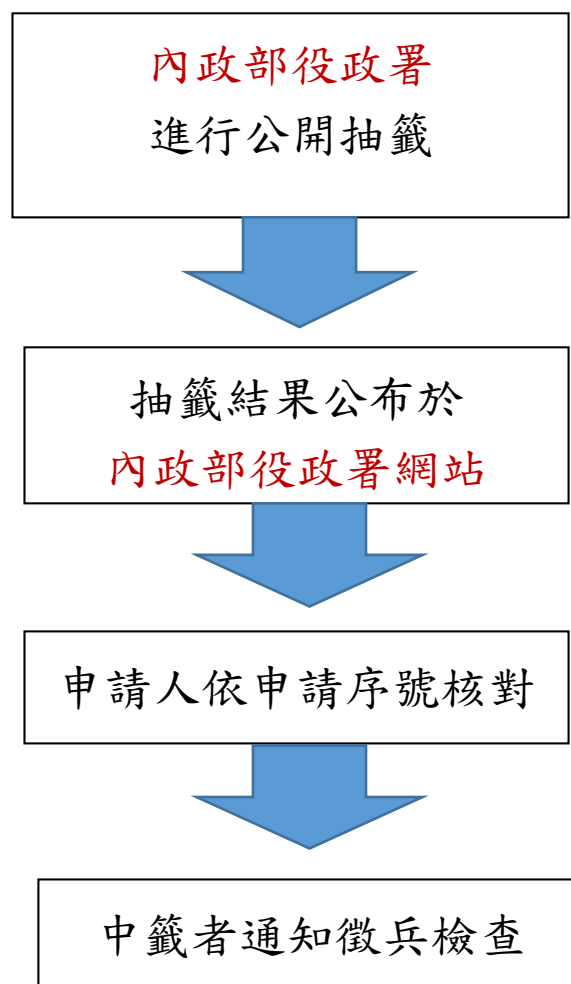 內政部役政署
進行公開抽籤
抽籤結果公布於
內政部役政署網站
申請人依申請序號核對
中籤者通知徵兵檢查